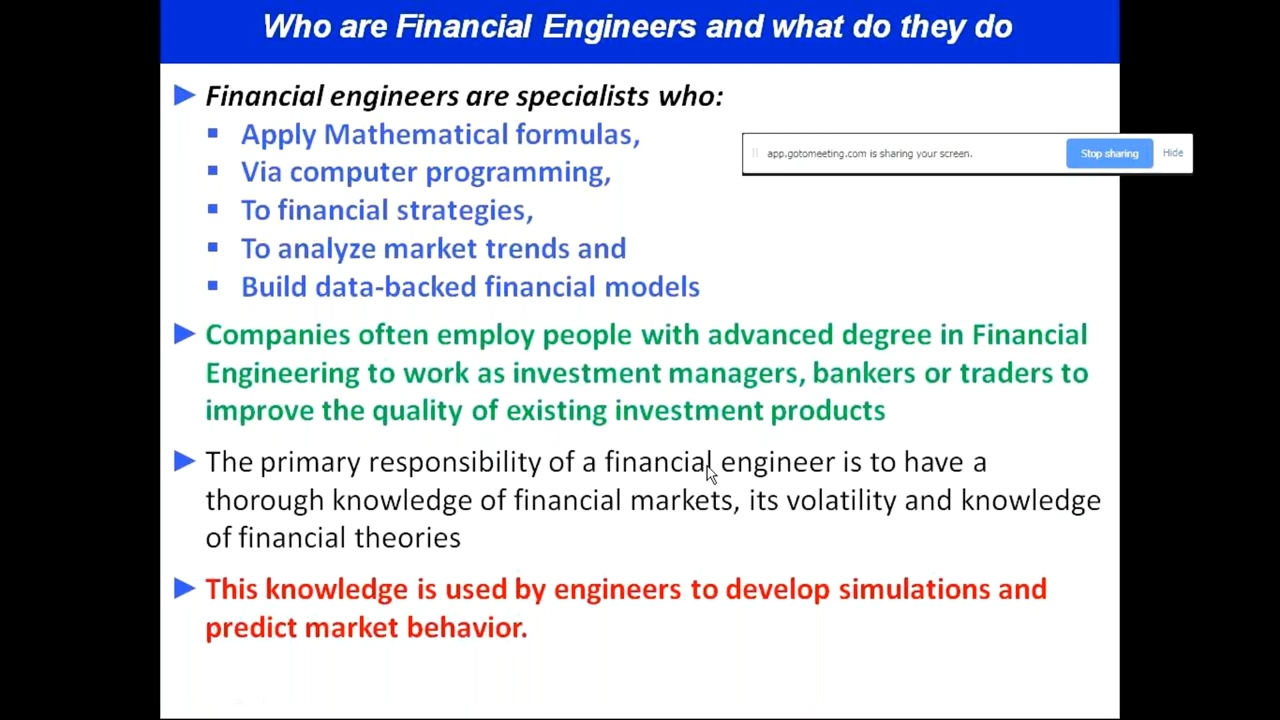 Who are Financial Engineers and what do they do
Financial engineers are specialists who:
Apply Mathematical formulas,
app.gotomeeting.com is sharing your screen.
Stop sharing
Hide
Via computer programming,
To financial strategies,
To analyze market trends and
Build data-backed financial models
Companies often employ people with advanced degree in Financial
Engineering to work as investment managers, bankers or traders to
improve the quality of existing investment products
The primary responsibility of a financial engineer is to have a
thorough knowledge of financial markets, its volatility and knowledge
of financial theories
This knowledge is used by engineers to develop simulations and
predict market behavior.